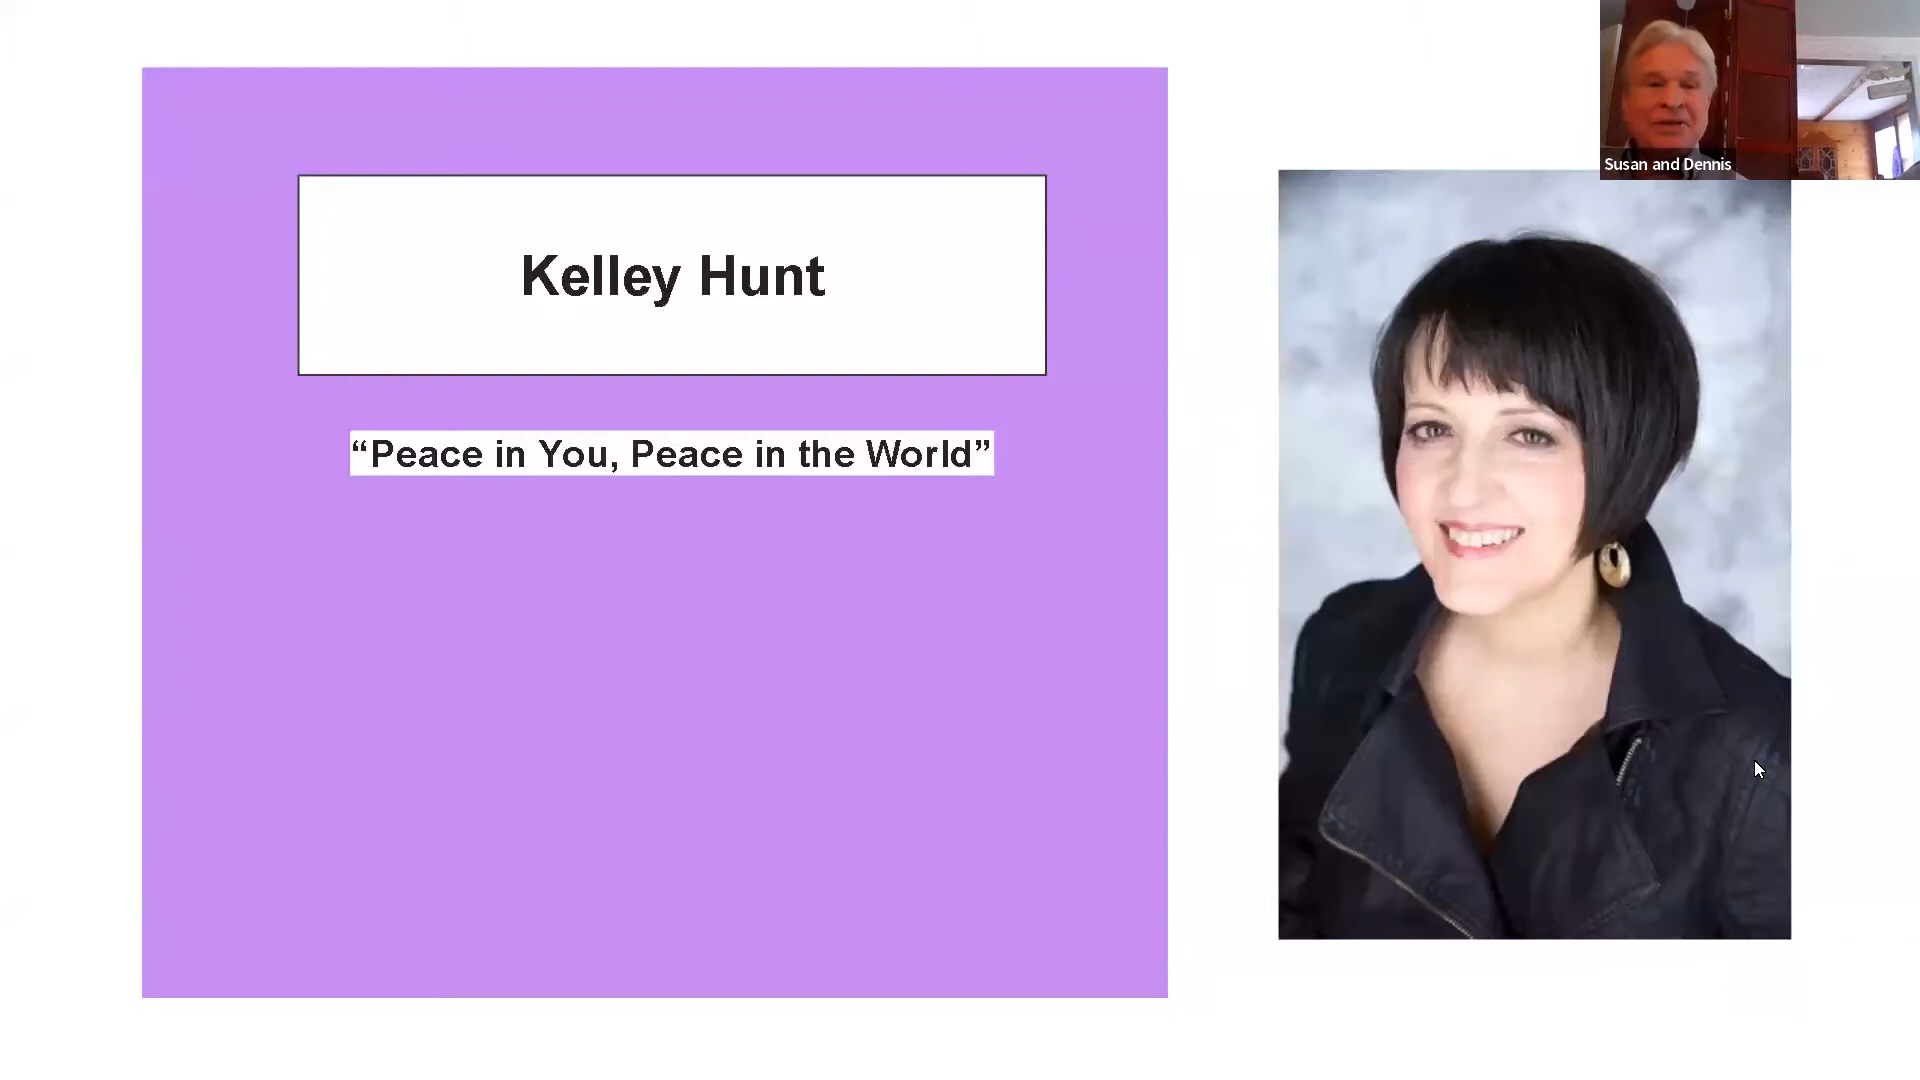 Kelley Hunt
“Peace in You, Peace in the World”
Susan and Dennis